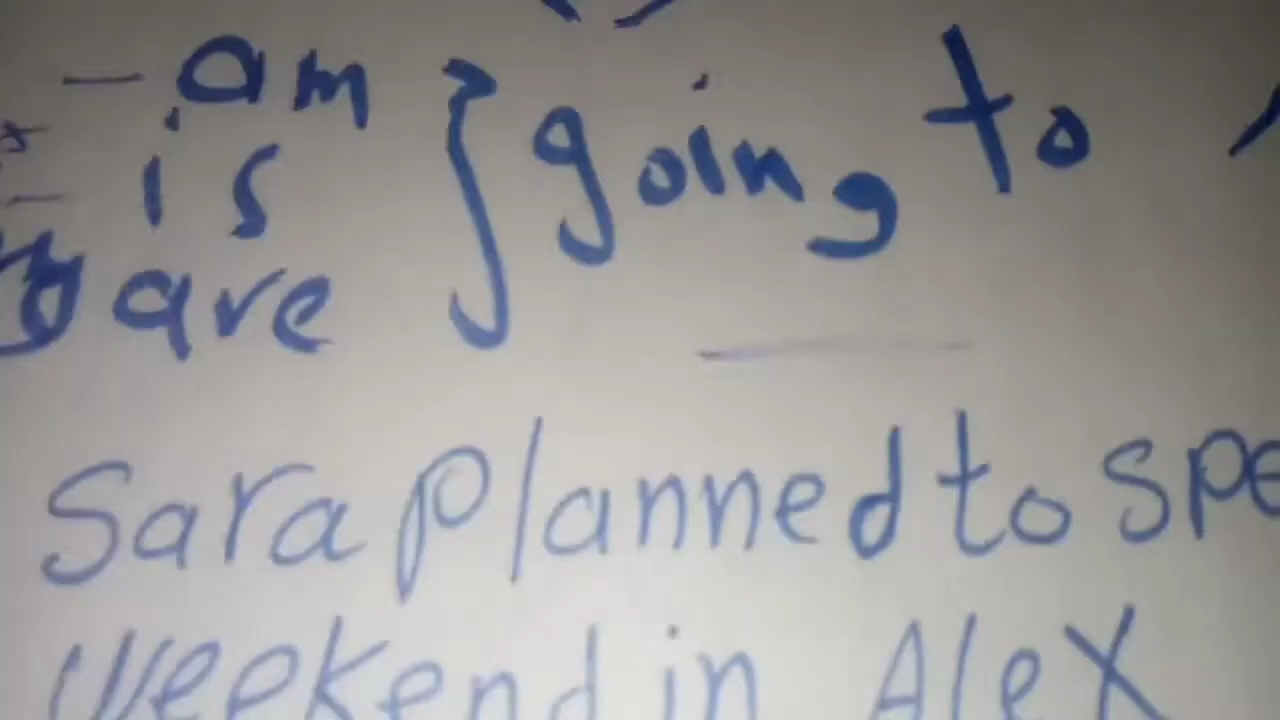 - am } going to
is
are
Sara planned to spe
weekend in Alex